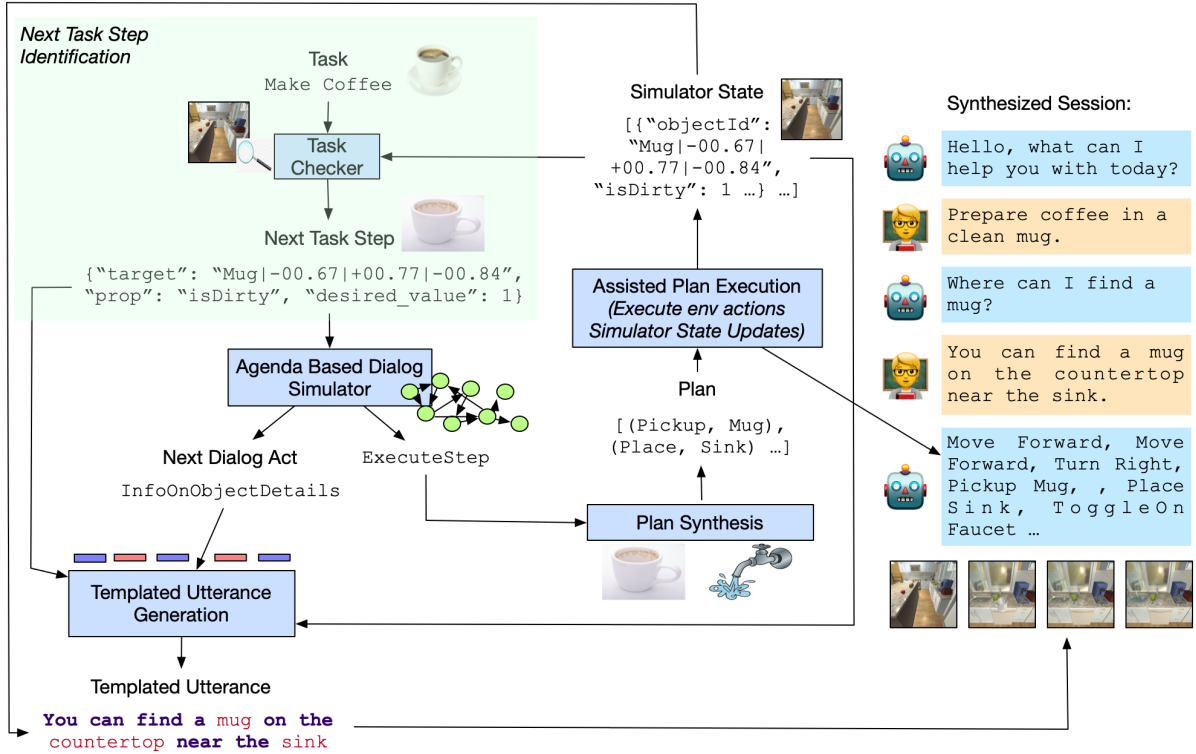 Next Task Step
Identification
Task
Make Coffee
Task
Checker
Next Task Step
{“target”: “Mug|-00.67|+00.77|-00.84”,
“prop”: “isDirty”, “desired_value”: 1}
Agenda Based Dialog
Simulator
Next Dialog Act
InfoOnObjectDetails
ExecuteStep
Templated Utterance
Generation
Templated Utterance
You can find a mug on the
countertop near the sink
Simulator State
[{“objectId”:
“Mug|-00.67|
+00.77|-00.84”,
“isDirty”: 1 …} …]
Assisted Plan Execution
(Execute env actions
Simulator State Updates)
Plan
[(Pickup, Mug),
(Place, Sink) …]
Plan Synthesis
Synthesized Session:
Hello, what can I
help you with today?
Prepare coffee in a
clean mug.
Where can I find a
mug?
You can find a mug
on the countertop
near the sink.
Move Forward, Move
Forward, Turn Right,
Pickup Mug, , Place
Sink, ToggleOn
Faucet …